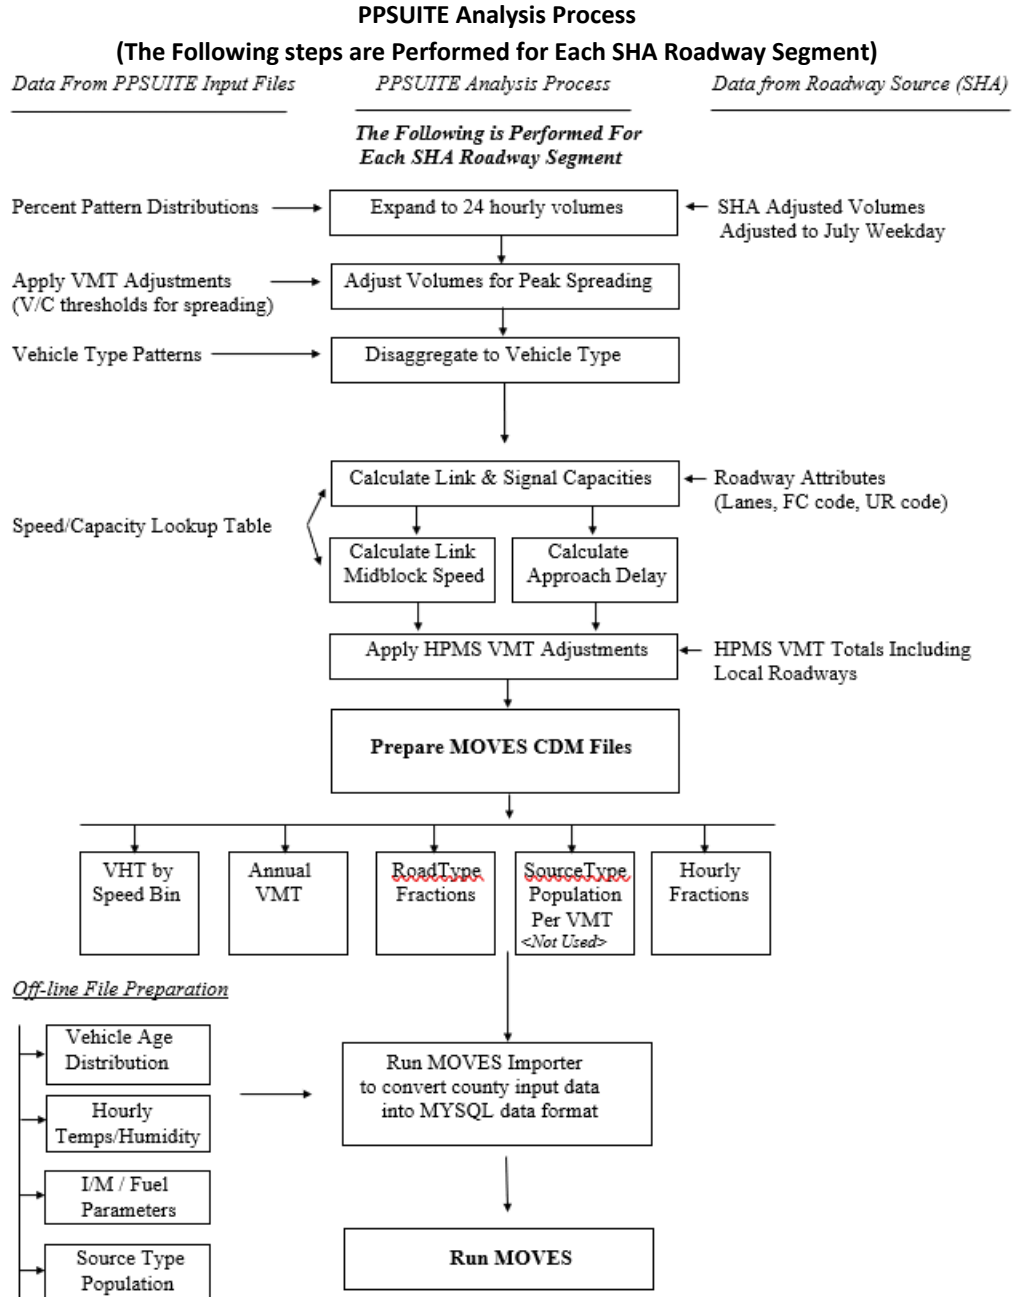 PPSUITE Analysis Process
(The Following steps are Performed for Each SHA Roadway Segment)
Data From PPSUITE Input Files
PPSUITE Analysis Process
Data from Roadway Source (SHA)
The Following is Performed For
Each SHA Roadway Segment
Percent Pattern Distributions
Expand to 24 hourly volumes
SHA Adjusted Volumes
Adjusted to July Weekday
Apply VMT Adjustments
(V/C thresholds for spreading)
Adjust Volumes for Peak Spreading
Vehicle Type Patterns
Disaggregate to Vehicle Type
Calculate Link & Signal Capacities
Roadway Attributes
(Lanes, FC code, UR code)
Speed/Capacity Lookup Table
Calculate Link
Midblock Speed
Calculate
Approach Delay
Apply HPMS VMT Adjustments
HPMS VMT Totals Including
Local Roadways
Prepare MOVES CDM Files
VHT by
Speed Bin
Annual
VMT
RoadType
Fractions
SourceType
Population
Per VMT
<Not Used>
Hourly
Fractions
Off-line File Preparation
Vehicle Age
Distribution
Hourly
Temps/Humidity
I/M / Fuel
Parameters
Source Type
Population
Run MOVES Importer
to convert county input data
into MYSQL data format
Run MOVES